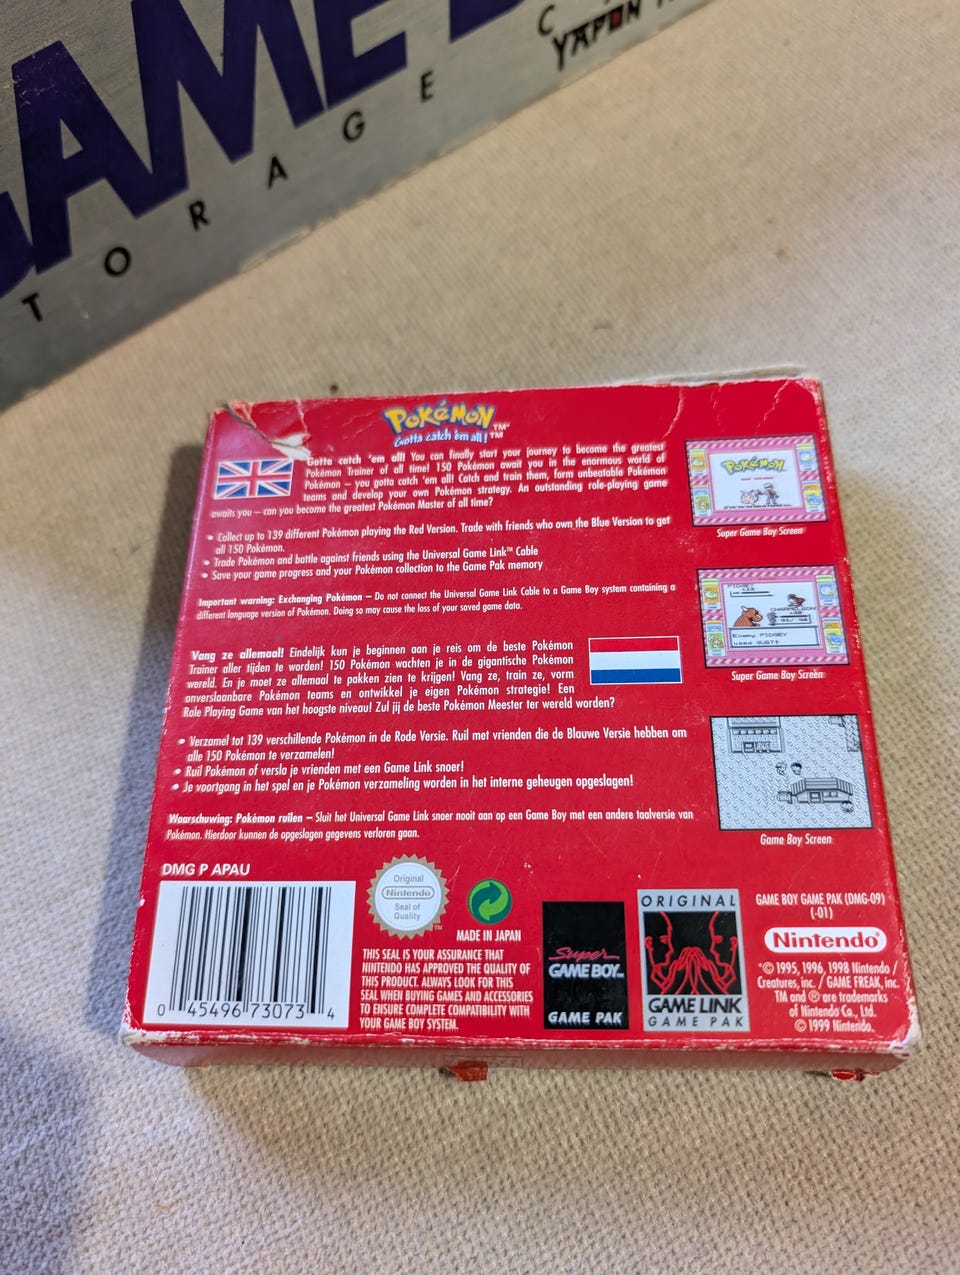 GAME B
STORAGE C
YAPON
POKéMON™
Gotta catch 'em all!™
Gotta catch 'em all! You can finally start your journey to become the greatest
Pokémon Trainer of all time! 150 Pokémon await you in the enormous world of
Pokémon – you gotta catch 'em all! Catch and train them, form unbeatable Pokémon
teams and develop your own Pokémon strategy. An outstanding role-playing game
awaits you – can you become the greatest Pokémon Master of all time?
• Collect up to 139 different Pokémon playing the Red Version. Trade with friends who own the Blue Version to get
all 150 Pokémon.
• Trade Pokémon and battle against friends using the Universal Game Link™ Cable
• Save your game progress and your Pokémon collection to the Game Pak memory
Important warning: Exchanging Pokémon – Do not connect the Universal Game Link Cable to a Game Boy system containing a
different language version of Pokémon. Doing so may cause the loss of your saved game data.
Vang ze allemaal! Eindelijk kun je beginnen aan je reis om de beste Pokémon
Trainer aller tijden te worden! 150 Pokémon wachten je in de gigantische Pokémon
wereld. En je moet ze allemaal te pakken zien te krijgen! Vang ze, train ze, vorm
onverslaanbare Pokémon teams en ontwikkel je eigen Pokémon strategie! Een
Role Playing Game van het hoogste niveau! Zul jij de beste Pokémon Meester ter wereld worden?
• Verzamel tot 139 verschillende Pokémon in de Rode Versie. Ruil met vrienden die de Blauwe Versie hebben om
alle 150 Pokémon te verzamelen!
• Ruil Pokémon of versla je vrienden met een Game Link snoer!
• Je voortgang in het spel en je Pokémon verzameling worden in het interne geheugen opgeslagen!
Waarschuwing: Pokémon ruilen – Sluit het Universal Game Link snoer nooit aan op een Game Boy met een andere taalversie van
Pokémon. Hierdoor kunnen de opgeslagen gegevens verloren gaan.
POKéMON
Super Game Boy Screen
PIDGEY
CHARMELEON
Enemy PIDGEY
used GUST!
Super Game Boy Screen
Game Boy Screen
DMG P APAU
0 45496 73073 4
Original
Nintendo
Seal of
Quality
TM
MADE IN JAPAN
THIS SEAL IS YOUR ASSURANCE THAT
NINTENDO HAS APPROVED THE QUALITY OF
THIS PRODUCT. ALWAYS LOOK FOR THIS
SEAL WHEN BUYING GAMES AND ACCESSORIES
TO ENSURE COMPLETE COMPATIBILITY WITH
YOUR GAME BOY SYSTEM.
Super
GAME BOY™
GAME PAK
ORIGINAL
GAME LINK
GAME PAK
GAME BOY GAME PAK (DMG-09)
(-01)
Nintendo®
©1995, 1996, 1998 Nintendo /
Creatures, inc. / GAME FREAK, inc.
TM and ® are trademarks
of Nintendo Co., Ltd.
© 1999 Nintendo.